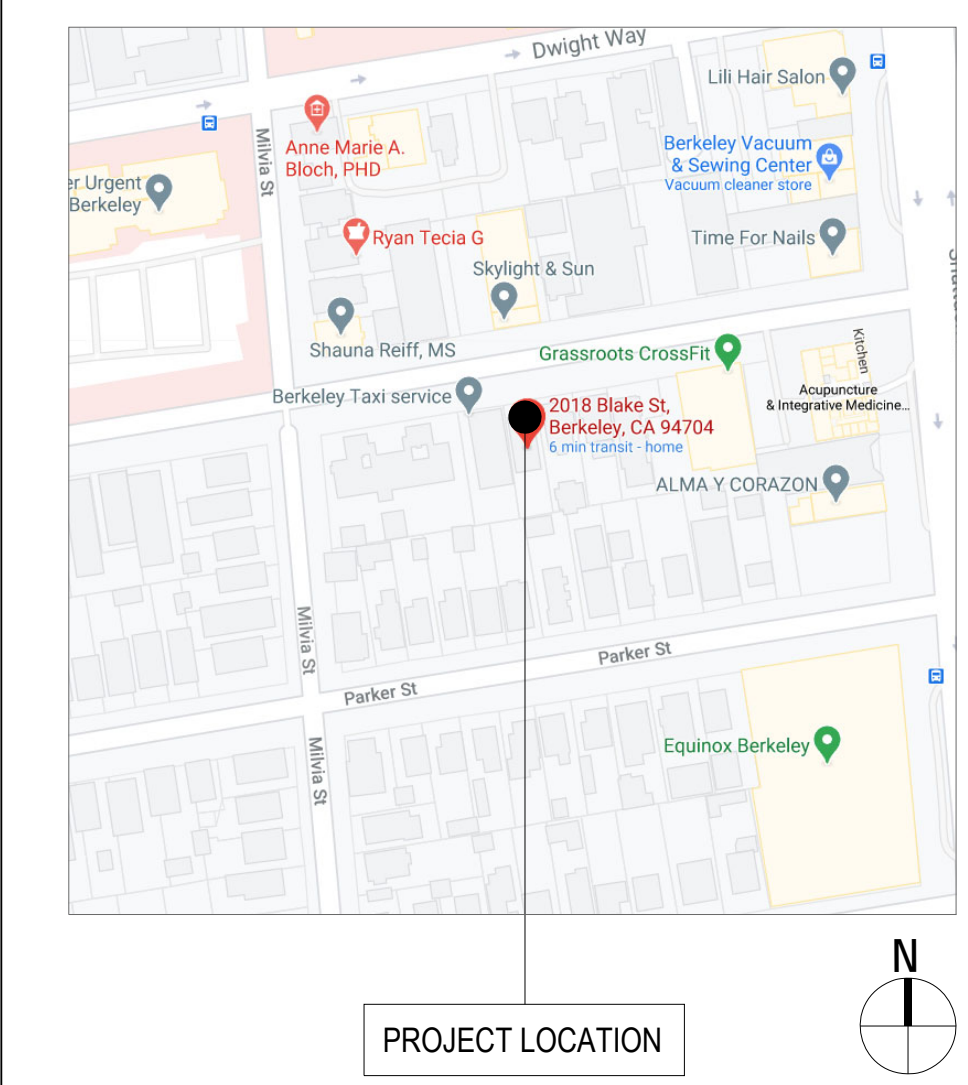 Dwight Way
Lili Hair Salon
Milvia St
Anne Marie A.
Bloch, PHD
Berkeley Vacuum
& Sewing Center
Vacuum cleaner store
er Urgent
Berkeley
Ryan Tecia G
Time For Nails
Skylight & Sun
Shauna Reiff, MS
Grassroots CrossFit
Kitchen
Berkeley Taxi service
Acupuncture
& Integrative Medicine...
2018 Blake St,
Berkeley, CA 94704
6 min transit - home
ALMA Y CORAZON
Milvia St
Parker St
Parker St
Milvia St
Equinox Berkeley
N
PROJECT LOCATION